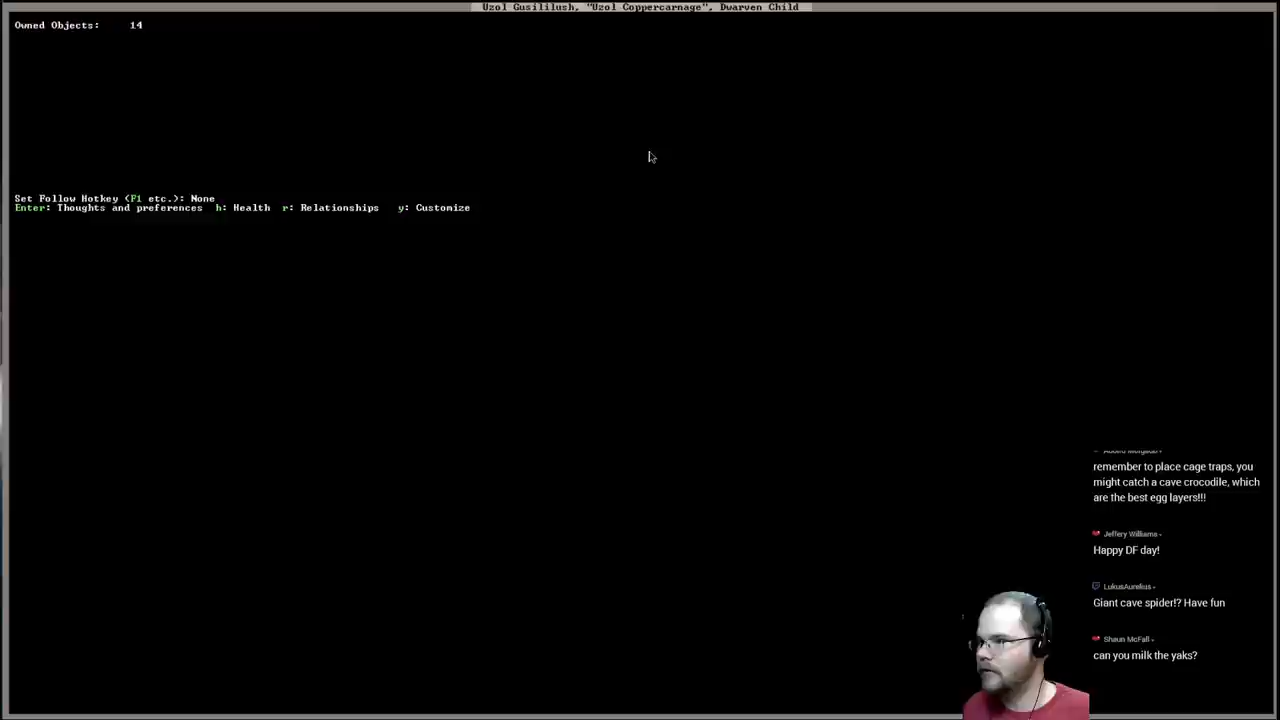 Uzol Gusililush, "Uzol Coppercarnage", Dwarven Child
Owned Objects: 14
Set Follow Hotkey (F1 etc.): None
Enter: Thoughts and preferences h: Health r: Relationships y: Customize
remember to place cage traps, you
might catch a cave crocodile, which
are the best egg layers!!!
Jeffery Williams
Happy DF day!
LukusAurelius
Giant cave spider!? Have fun
Shaun McFall
can you milk the yaks?